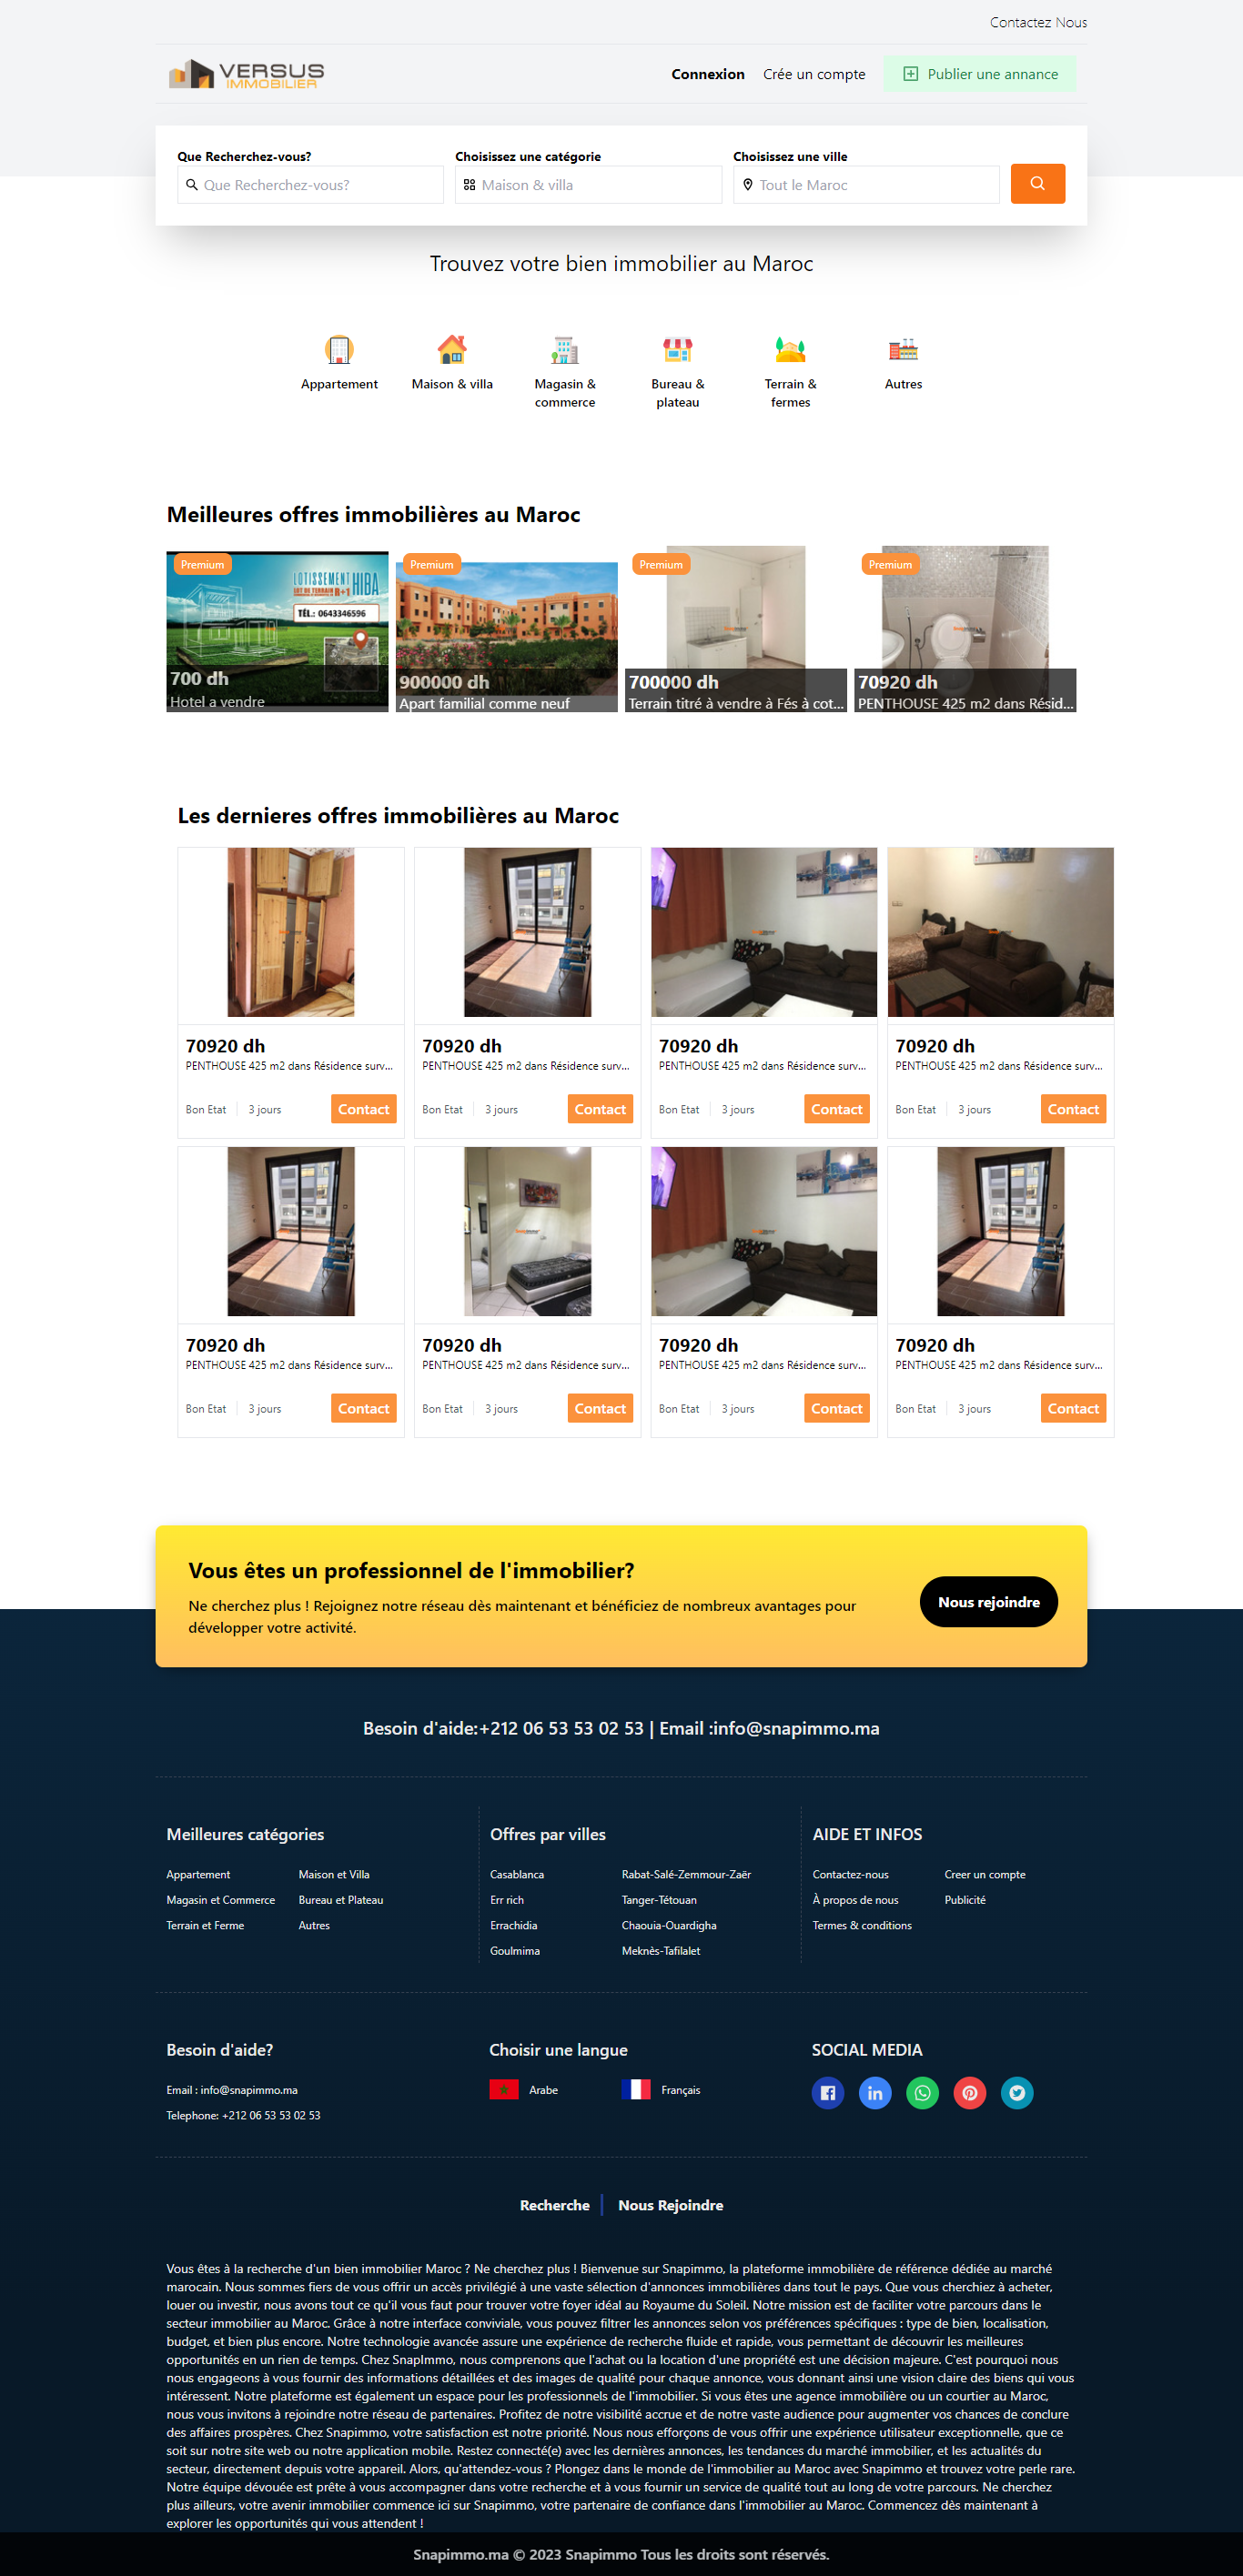 Contactez Nous
VERSUS
IMMOBILIER
Connexion
Crée un compte
Publier une annance
Que Recherchez-vous?
Choisissez une catégorie
Choisissez une ville
Que Recherchez-vous?
Maison & villa
Tout le Maroc
Trouvez votre bien immobilier au Maroc
Appartement
Maison & villa
Magasin &
commerce
Bureau &
plateau
Terrain &
fermes
Autres
Meilleures offres immobilières au Maroc
Premium
LOTISSEMENT
LOT DE TERRAIN
R+1
HIBA
TÉL.: 0643346596
700 dh
Hotel a vendre
Premium
900000 dh
Apart familial comme neuf
Premium
700000 dh
Terrain titré à vendre à Fés à cot...
Premium
70920 dh
PENTHOUSE 425 m2 dans Résid...
Les dernieres offres immobilières au Maroc
70920 dh
PENTHOUSE 425 m2 dans Résidence surv...
Bon Etat
3 jours
Contact
70920 dh
PENTHOUSE 425 m2 dans Résidence surv...
Bon Etat
3 jours
Contact
70920 dh
PENTHOUSE 425 m2 dans Résidence surv...
Bon Etat
3 jours
Contact
70920 dh
PENTHOUSE 425 m2 dans Résidence surv...
Bon Etat
3 jours
Contact
70920 dh
PENTHOUSE 425 m2 dans Résidence surv...
Bon Etat
3 jours
Contact
70920 dh
PENTHOUSE 425 m2 dans Résidence surv...
Bon Etat
3 jours
Contact
70920 dh
PENTHOUSE 425 m2 dans Résidence surv...
Bon Etat
3 jours
Contact
70920 dh
PENTHOUSE 425 m2 dans Résidence surv...
Bon Etat
3 jours
Contact
Vous êtes un professionnel de l'immobilier?
Ne cherchez plus ! Rejoignez notre réseau dès maintenant et bénéficiez de nombreux avantages pour
développer votre activité.
Nous rejoindre
Besoin d'aide:+212 06 53 53 02 53 | Email :info@snapimmo.ma
Meilleures catégories
Appartement
Maison et Villa
Magasin et Commerce
Bureau et Plateau
Terrain et Ferme
Autres
Offres par villes
Casablanca
Rabat-Salé-Zemmour-Zaër
Err rich
Tanger-Tétouan
Errachidia
Chaouia-Ouardigha
Goulmima
Meknès-Tafilalet
AIDE ET INFOS
Contactez-nous
Creer un compte
À propos de nous
Publicité
Termes & conditions
Besoin d'aide?
Email : info@snapimmo.ma
Telephone: +212 06 53 53 02 53
Choisir une langue
Arabe
Français
SOCIAL MEDIA
Recherche
Nous Rejoindre
Vous êtes à la recherche d'un bien immobilier Maroc ? Ne cherchez plus ! Bienvenue sur Snapimmo, la plateforme immobilière de référence dédiée au marché
marocain. Nous sommes fiers de vous offrir un accès privilégié à une vaste sélection d'annonces immobilières dans tout le pays. Que vous cherchiez à acheter,
louer ou investir, nous avons tout ce qu'il vous faut pour trouver votre foyer idéal au Royaume du Soleil. Notre mission est de faciliter votre parcours dans le
secteur immobilier au Maroc. Grâce à notre interface conviviale, vous pouvez filtrer les annonces selon vos préférences spécifiques : type de bien, localisation,
budget, et bien plus encore. Notre technologie avancée assure une expérience de recherche fluide et rapide, vous permettant de découvrir les meilleures
opportunités en un rien de temps. Chez SnapImmo, nous comprenons que l'achat ou la location d'une propriété est une décision majeure. C'est pourquoi nous
nous engageons à vous fournir des informations détaillées et des images de qualité pour chaque annonce, vous donnant ainsi une vision claire des biens qui vous
intéressent. Notre plateforme est également un espace pour les professionnels de l'immobilier. Si vous êtes une agence immobilière ou un courtier au Maroc,
nous vous invitons à rejoindre notre réseau de partenaires. Profitez de notre visibilité accrue et de notre vaste audience pour augmenter vos chances de conclure
des affaires prospères. Chez Snapimmo, votre satisfaction est notre priorité. Nous nous efforçons de vous offrir une expérience utilisateur exceptionnelle, que ce
soit sur notre site web ou notre application mobile. Restez connecté(e) avec les dernières annonces, les tendances du marché immobilier, et les actualités du
secteur, directement depuis votre appareil. Alors, qu'attendez-vous ? Plongez dans le monde de l'immobilier au Maroc avec Snapimmo et trouvez votre perle rare.
Notre équipe dévouée est prête à vous accompagner dans votre recherche et à vous fournir un service de qualité tout au long de votre parcours. Ne cherchez
plus ailleurs, votre avenir immobilier commence ici sur Snapimmo, votre partenaire de confiance dans l'immobilier au Maroc. Commencez dès maintenant à
explorer les opportunités qui vous attendent !
Snapimmo.ma © 2023 Snapimmo Tous les droits sont réservés.